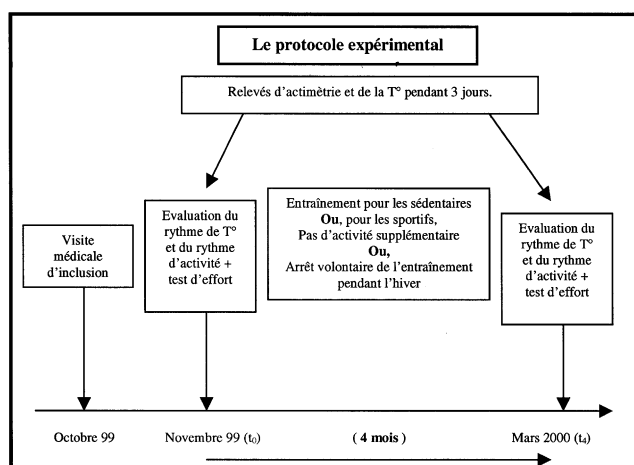 Le protocole expérimental
Relevés d'actimètrie et de la T° pendant 3 jours.
Visite
médicale
d'inclusion
Evaluation du
rythme de T°
et du rythme
d'activité +
test d'effort
Entraînement pour les sédentaires
Ou, pour les sportifs,
Pas d'activité supplémentaire
Ou,
Arrêt volontaire de l'entraînement
pendant l'hiver
Evaluation du
rythme de T°
et du rythme
d'activité +
test d'effort
Octobre 99 Novembre 99 (t₀) ( 4 mois ) Mars 2000 (t₄)